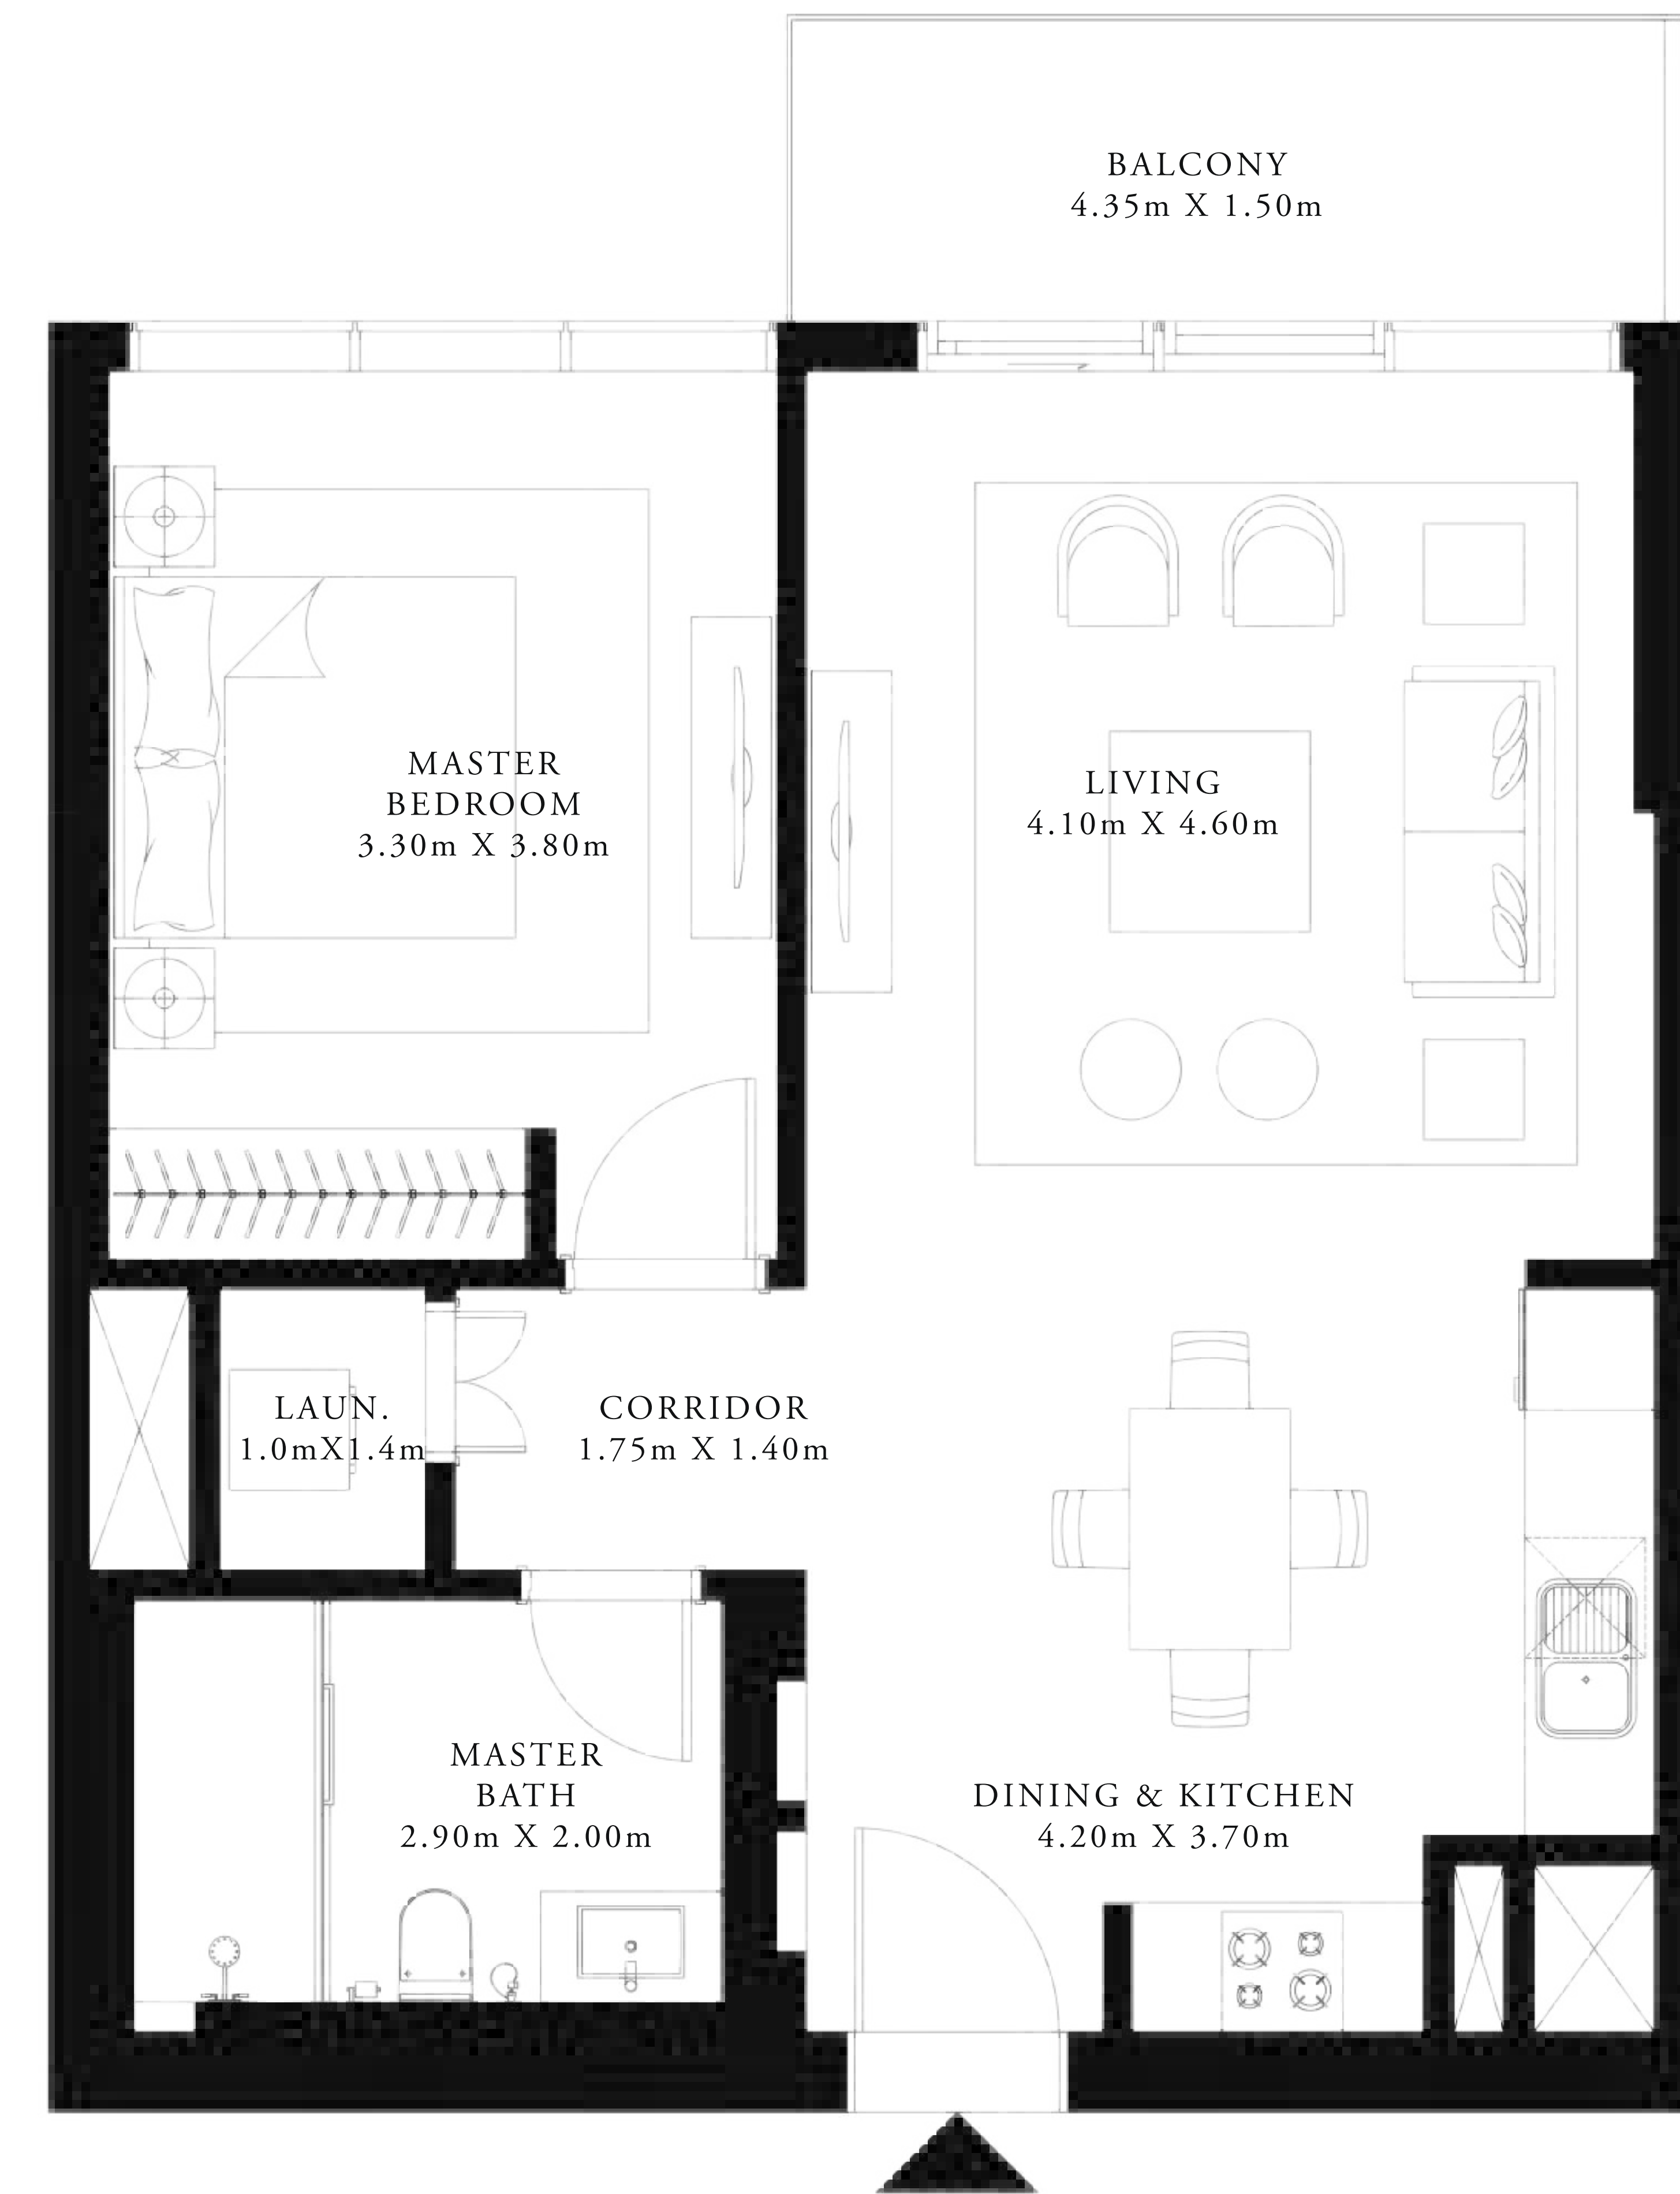 BALCONY
4.35m X 1.50m
MASTER
BEDROOM
3.30m X 3.80m
LIVING
4.10m X 4.60m
LAUN.
1.0mX1.4m
CORRIDOR
1.75m X 1.40m
MASTER
BATH
2.90m X 2.00m
DINING & KITCHEN
4.20m X 3.70m